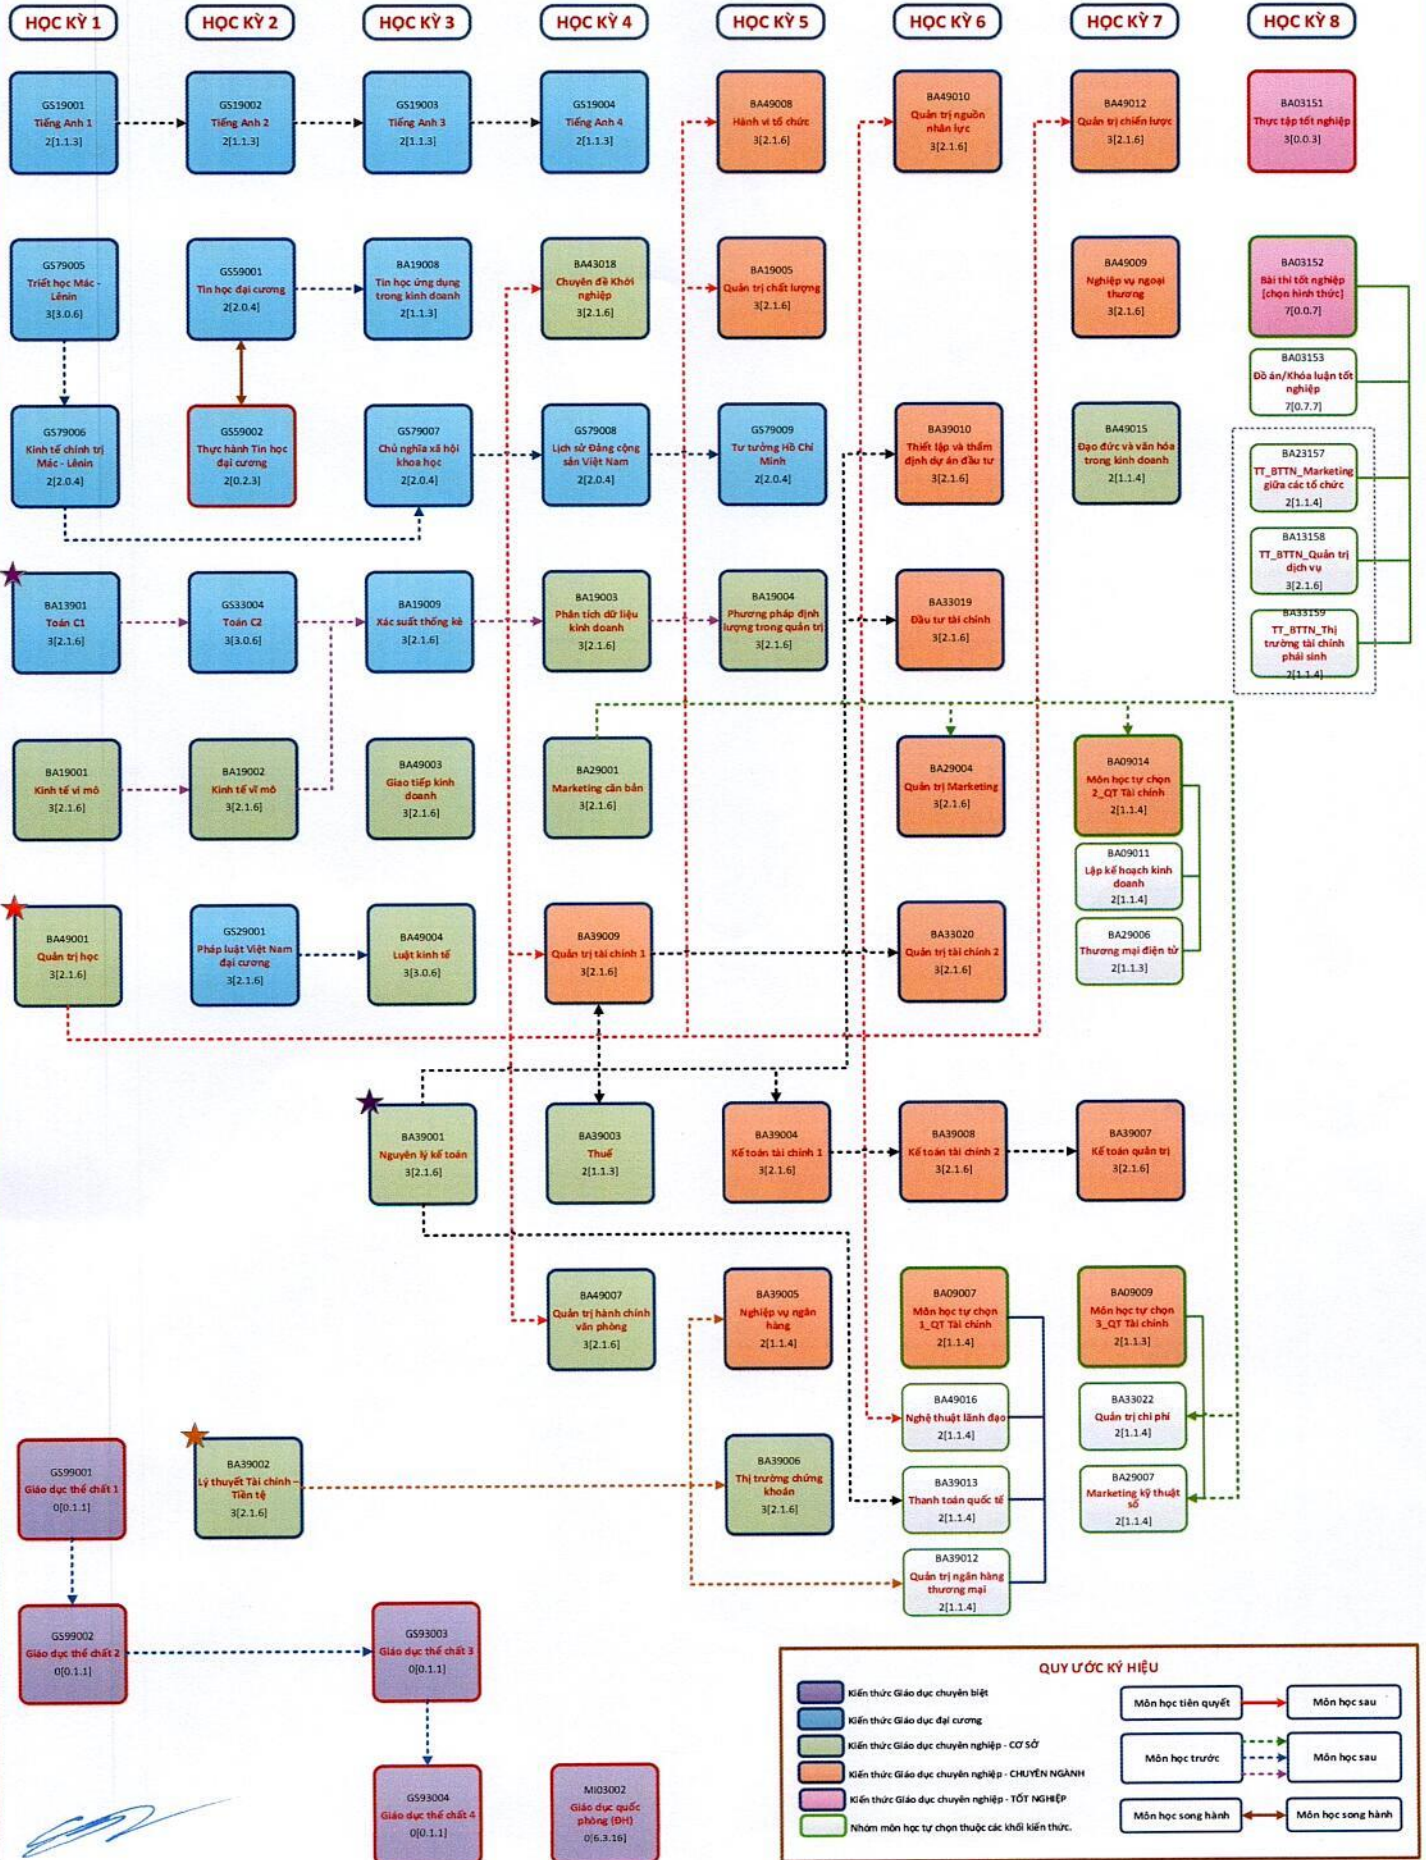 HỌC KỲ 1
HỌC KỲ 2
HỌC KỲ 3
HỌC KỲ 4
HỌC KỲ 5
HỌC KỲ 6
HỌC KỲ 7
HỌC KỲ 8
GS19001
Tiếng Anh 1
2[1.1.3]
GS19002
Tiếng Anh 2
2[1.1.3]
GS19003
Tiếng Anh 3
2[1.1.3]
GS19004
Tiếng Anh 4
2[1.1.3]
BA49008
Hành vi tổ chức
3[2.1.6]
BA49010
Quản trị nguồn
nhân lực
3[2.1.6]
BA49012
Quản trị chiến lược
3[2.1.6]
BA03151
Thực tập tốt nghiệp
3[0.0.3]
GS79005
Triết học Mác -
Lênin
3[3.0.6]
GS59001
Tin học đại cương
2[2.0.4]
BA19008
Tin học ứng dụng
trong kinh doanh
2[1.1.3]
BA43018
Chuyên đề Khởi
nghiệp
3[2.1.6]
BA19005
Quản trị chất lượng
3[2.1.6]
BA49009
Nghiệp vụ ngoại
thương
3[2.1.6]
BA03152
Bài thi tốt nghiệp
[chọn hình thức]
7[0.0.7]
BA03153
Đồ án/Khóa luận tốt
nghiệp
7[0.7.7]
GS79006
Kinh tế chính trị
Mác - Lênin
2[2.0.4]
GS59002
Thực hành Tin học
đại cương
2[0.2.3]
GS79007
Chủ nghĩa xã hội
khoa học
2[2.0.4]
GS79008
Lịch sử Đảng cộng
sản Việt Nam
2[2.0.4]
GS79009
Tư tưởng Hồ Chí
Minh
2[2.0.4]
BA39010
Thiết lập và thẩm
định dự án đầu tư
3[2.1.6]
BA49015
Đạo đức và văn hóa
trong kinh doanh
2[1.1.4]
BA23157
TT_BTTN_Marketing
giữa các tổ chức
2[1.1.4]
BA13158
TT_BTTN_Quản trị
dịch vụ
3[2.1.6]
BA33159
TT_BTTN_Thị
trường tài chính
phái sinh
2[1.1.4]
BA13901
Toán C1
3[2.1.6]
GS33004
Toán C2
3[3.0.6]
BA19009
Xác suất thống kê
3[2.1.6]
BA19003
Phân tích dữ liệu
kinh doanh
3[2.1.6]
BA19004
Phương pháp định
lượng trong quản trị
3[2.1.6]
BA33019
Đầu tư tài chính
3[2.1.6]
BA19001
Kinh tế vi mô
3[2.1.6]
BA19002
Kinh tế vĩ mô
3[2.1.6]
BA49003
Giao tiếp kinh
doanh
3[2.1.6]
BA29001
Marketing căn bản
3[2.1.6]
BA29004
Quản trị Marketing
3[2.1.6]
BA09014
Môn học tự chọn
2_QT Tài chính
2[1.1.4]
BA09011
Lập kế hoạch kinh
doanh
2[1.1.4]
BA29006
Thương mại điện tử
2[1.1.3]
BA49001
Quản trị học
3[2.1.6]
GS29001
Pháp luật Việt Nam
đại cương
3[2.1.6]
BA49004
Luật kinh tế
3[3.0.6]
BA39009
Quản trị tài chính 1
3[2.1.6]
BA33020
Quản trị tài chính 2
3[2.1.6]
BA39001
Nguyên lý kế toán
3[2.1.6]
BA39003
Thuế
2[1.1.3]
BA39004
Kế toán tài chính 1
3[2.1.6]
BA39008
Kế toán tài chính 2
3[2.1.6]
BA39007
Kế toán quản trị
3[2.1.6]
BA49007
Quản trị hành chính
văn phòng
3[2.1.6]
BA39005
Nghiệp vụ ngân
hàng
2[1.1.4]
BA09007
Môn học tự chọn
1_QT Tài chính
2[1.1.4]
BA09009
Môn học tự chọn
3_QT Tài chính
2[1.1.3]
BA49016
Nghệ thuật lãnh đạo
2[1.1.4]
BA33022
Quản trị chi phí
2[1.1.4]
GS99001
Giáo dục thể chất 1
0[0.1.1]
BA39002
Lý thuyết Tài chính –
Tiền tệ
3[2.1.6]
BA39006
Thị trường chứng
khoán
3[2.1.6]
BA39013
Thanh toán quốc tế
2[1.1.4]
BA29007
Marketing kỹ thuật
số
2[1.1.4]
BA39012
Quản trị ngân hàng
thương mại
2[1.1.4]
GS99002
Giáo dục thể chất 2
0[0.1.1]
GS93003
Giáo dục thể chất 3
0[0.1.1]
GS93004
Giáo dục thể chất 4
0[0.1.1]
MI03002
Giáo dục quốc
phòng (ĐH)
0[6.3.16]
QUY ƯỚC KÝ HIỆU
Kiến thức Giáo dục chuyên biệt
Kiến thức Giáo dục đại cương
Kiến thức Giáo dục chuyên nghiệp - CƠ SỞ
Kiến thức Giáo dục chuyên nghiệp - CHUYÊN NGÀNH
Kiến thức Giáo dục chuyên nghiệp - TỐT NGHIỆP
Nhóm môn học tự chọn thuộc các khối kiến thức.
Môn học tiên quyết
Môn học sau
Môn học trước
Môn học sau
Môn học song hành
Môn học song hành